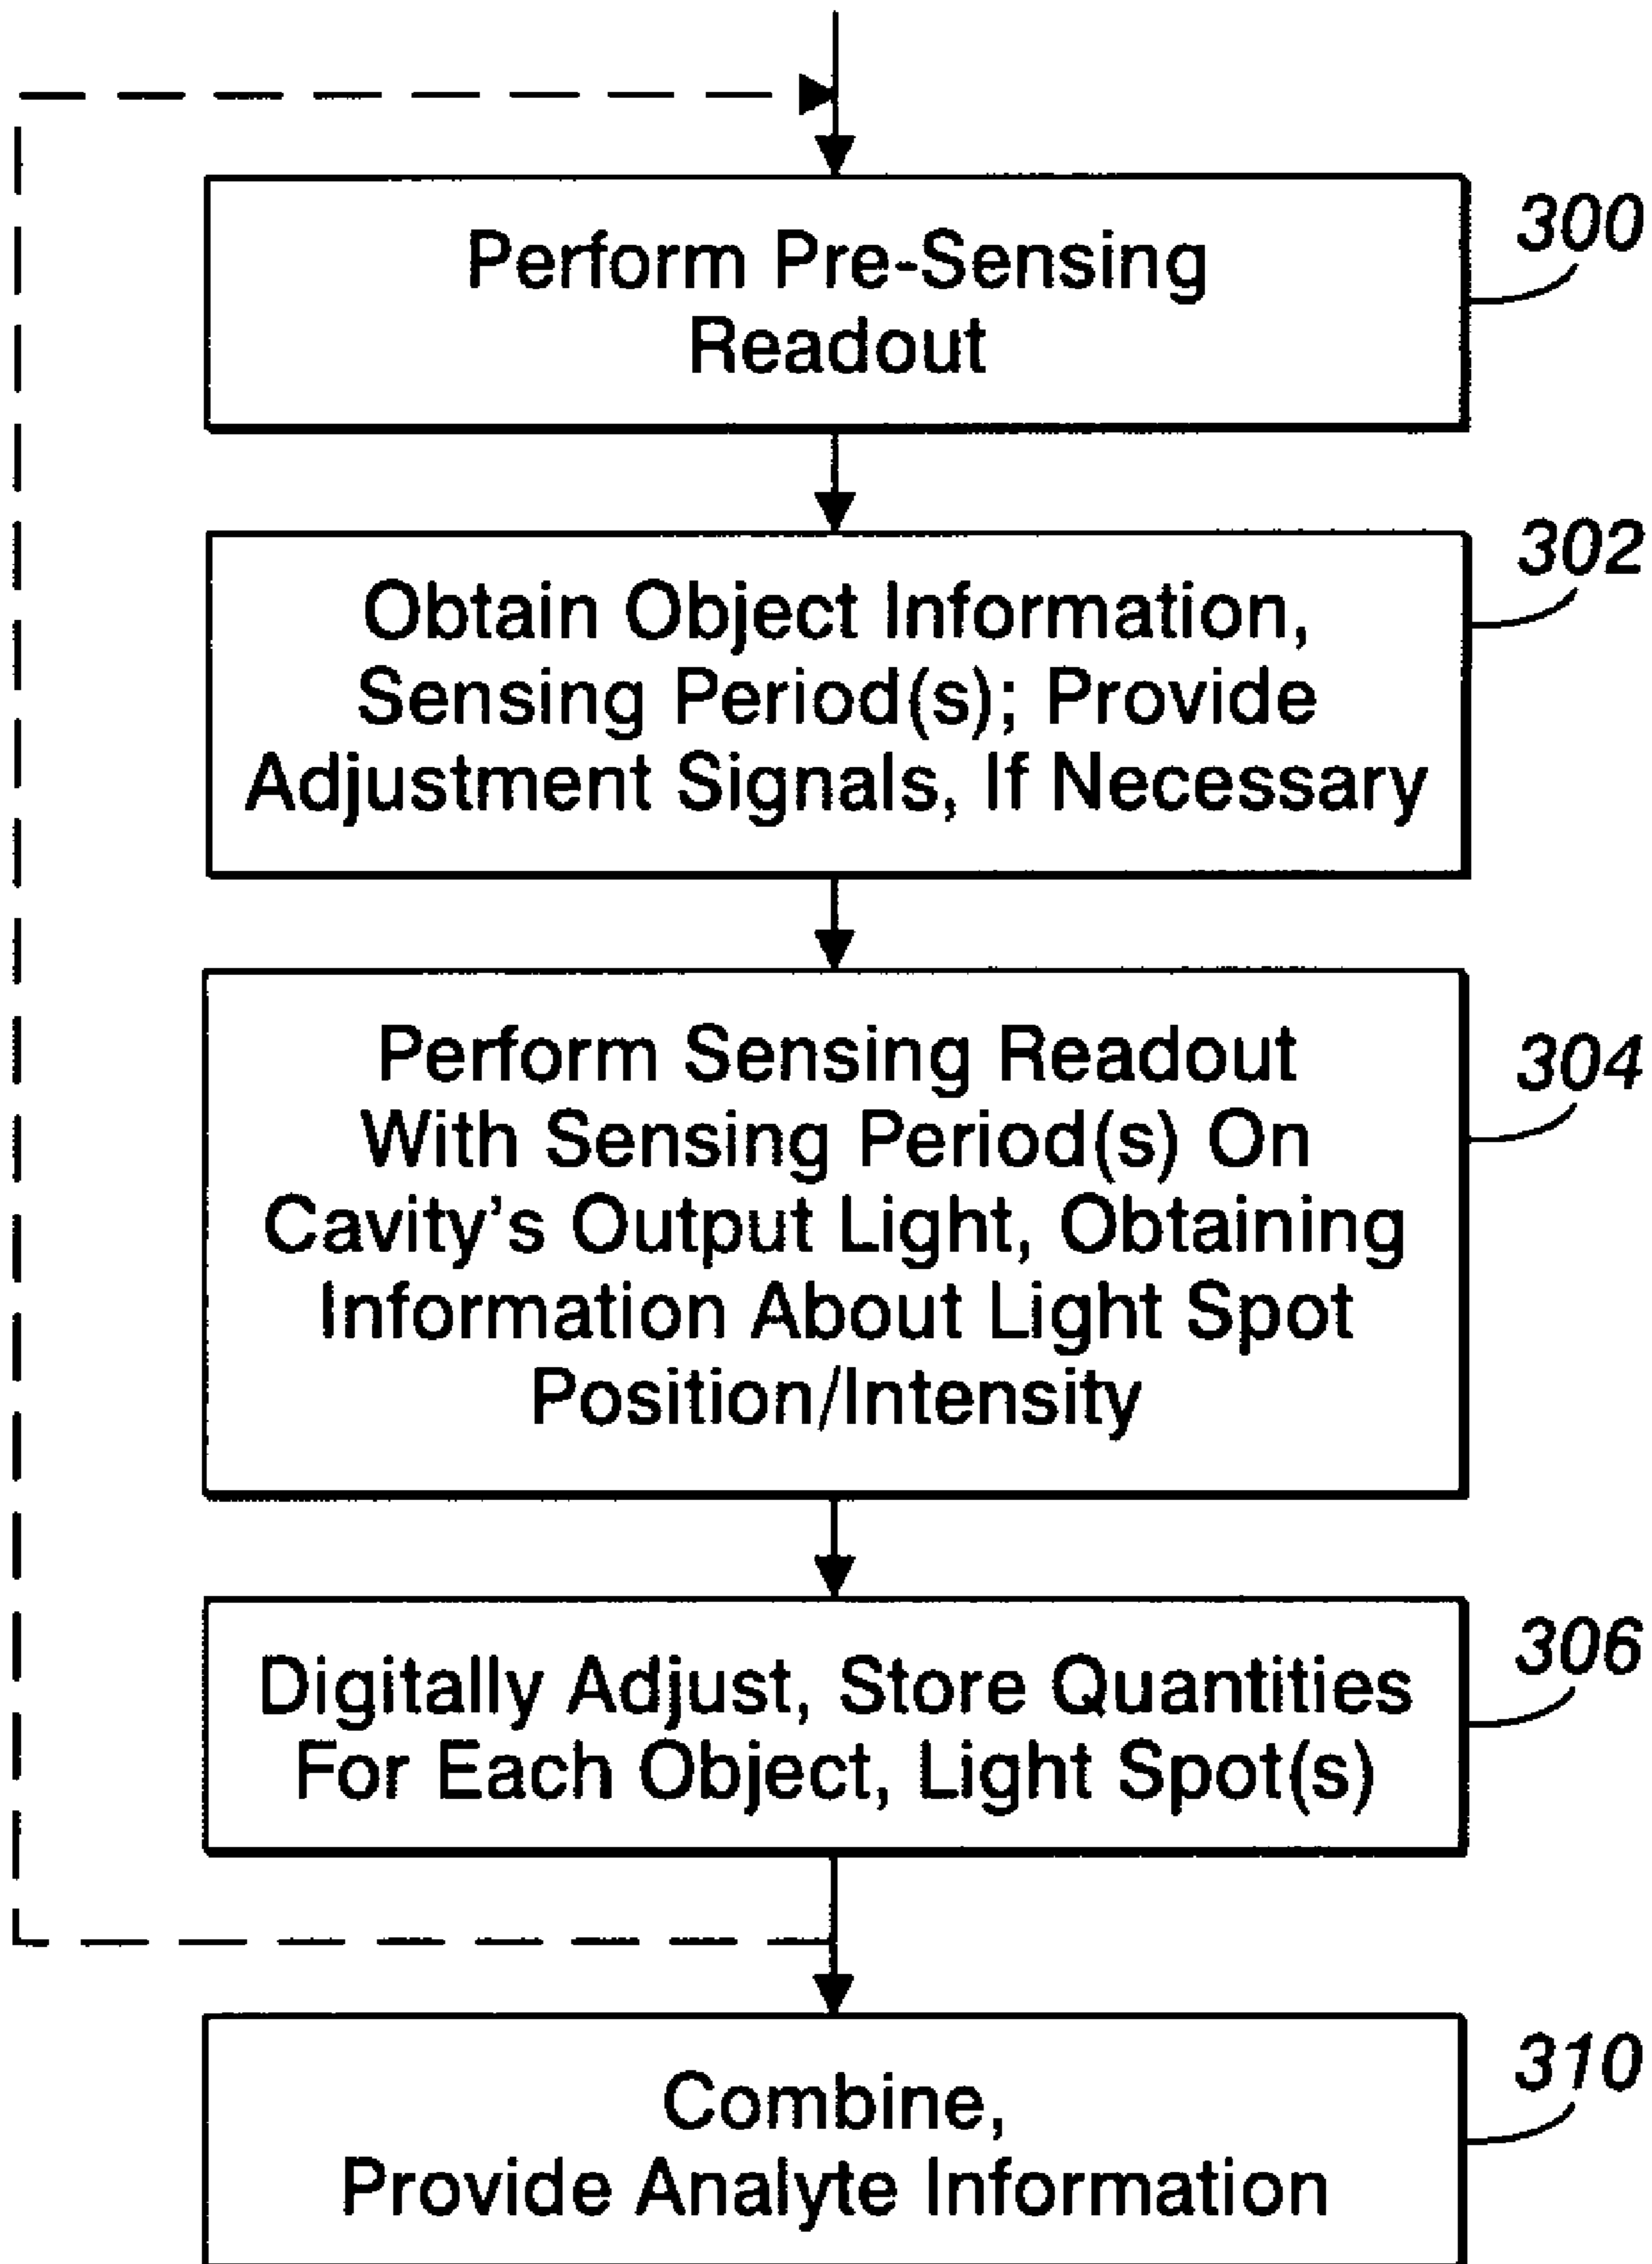 300
Perform Pre-Sensing
Readout
302
Obtain Object Information,
Sensing Period(s); Provide
Adjustment Signals, If Necessary
304
Perform Sensing Readout
With Sensing Period(s) On
Cavity's Output Light, Obtaining
Information About Light Spot
Position/Intensity
306
Digitally Adjust, Store Quantities
For Each Object, Light Spot(s)
310
Combine,
Provide Analyte Information